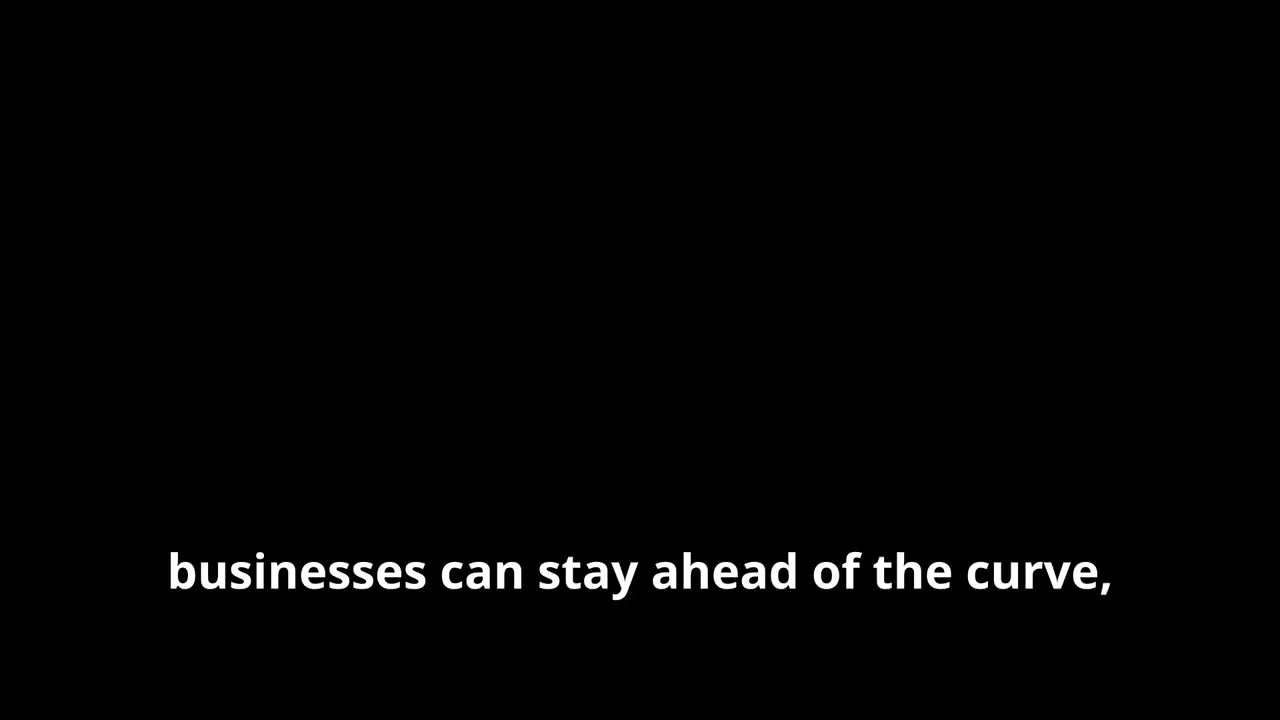 businesses can stay ahead of the curve,